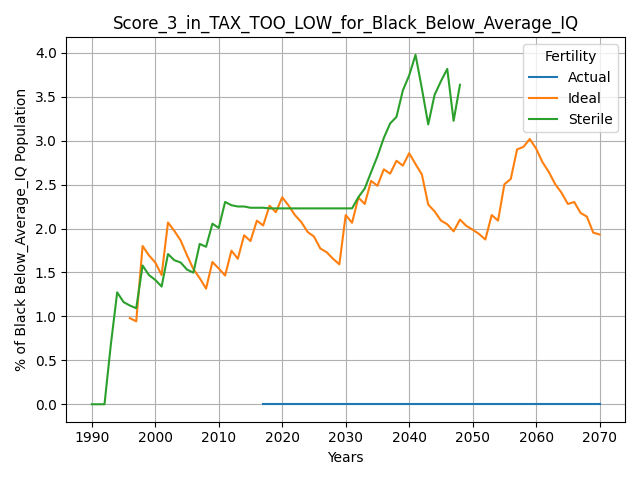 Score_3_in_TAX_TOO_LOW_for_Black_Below_Average_IQ
Fertility
Actual
Ideal
Sterile
% of Black Below_Average_IQ Population
4.0
3.5
3.0
2.5
2.0
1.5
1.0
0.5
0.0
1990 2000 2010 2020 2030 2040 2050 2060 2070
Years